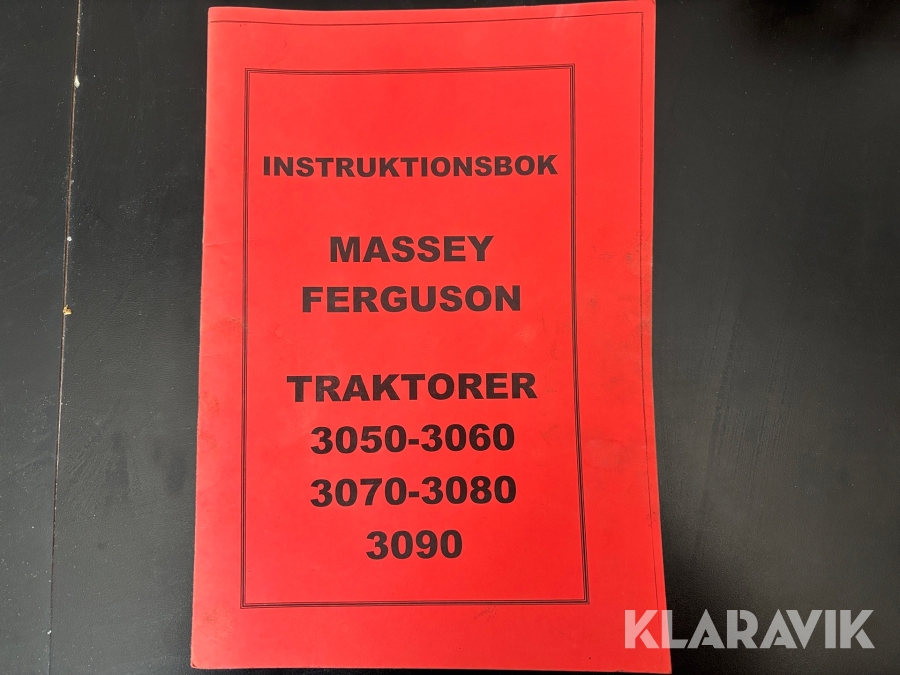 INSTRUKTIONSBOK
MASSEY
FERGUSON
TRAKTORER
3050-3060
3070-3080
3090
KLARAVIK